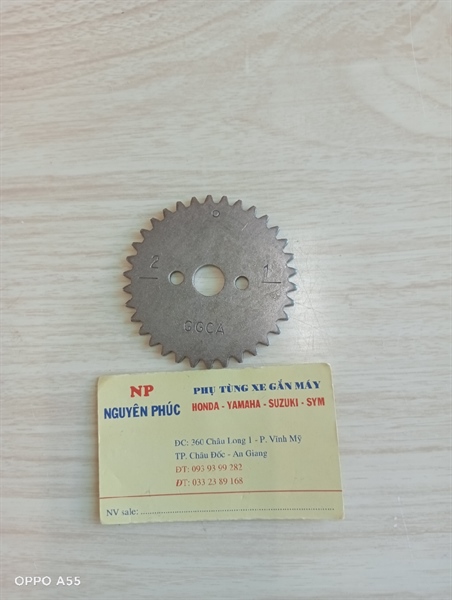 2
1
GGCA
NP
NGUYÊN PHÚC
PHỤ TÙNG XE GẮN MÁY
HONDA - YAMAHA - SUZUKI - SYM
ĐC: 360 Châu Long 1 - P. Vĩnh Mỹ
TP. Châu Đốc - An Giang
ĐT: 093 93 99 282
ĐT: 033 23 89 168
NV sale:
OPPO A55